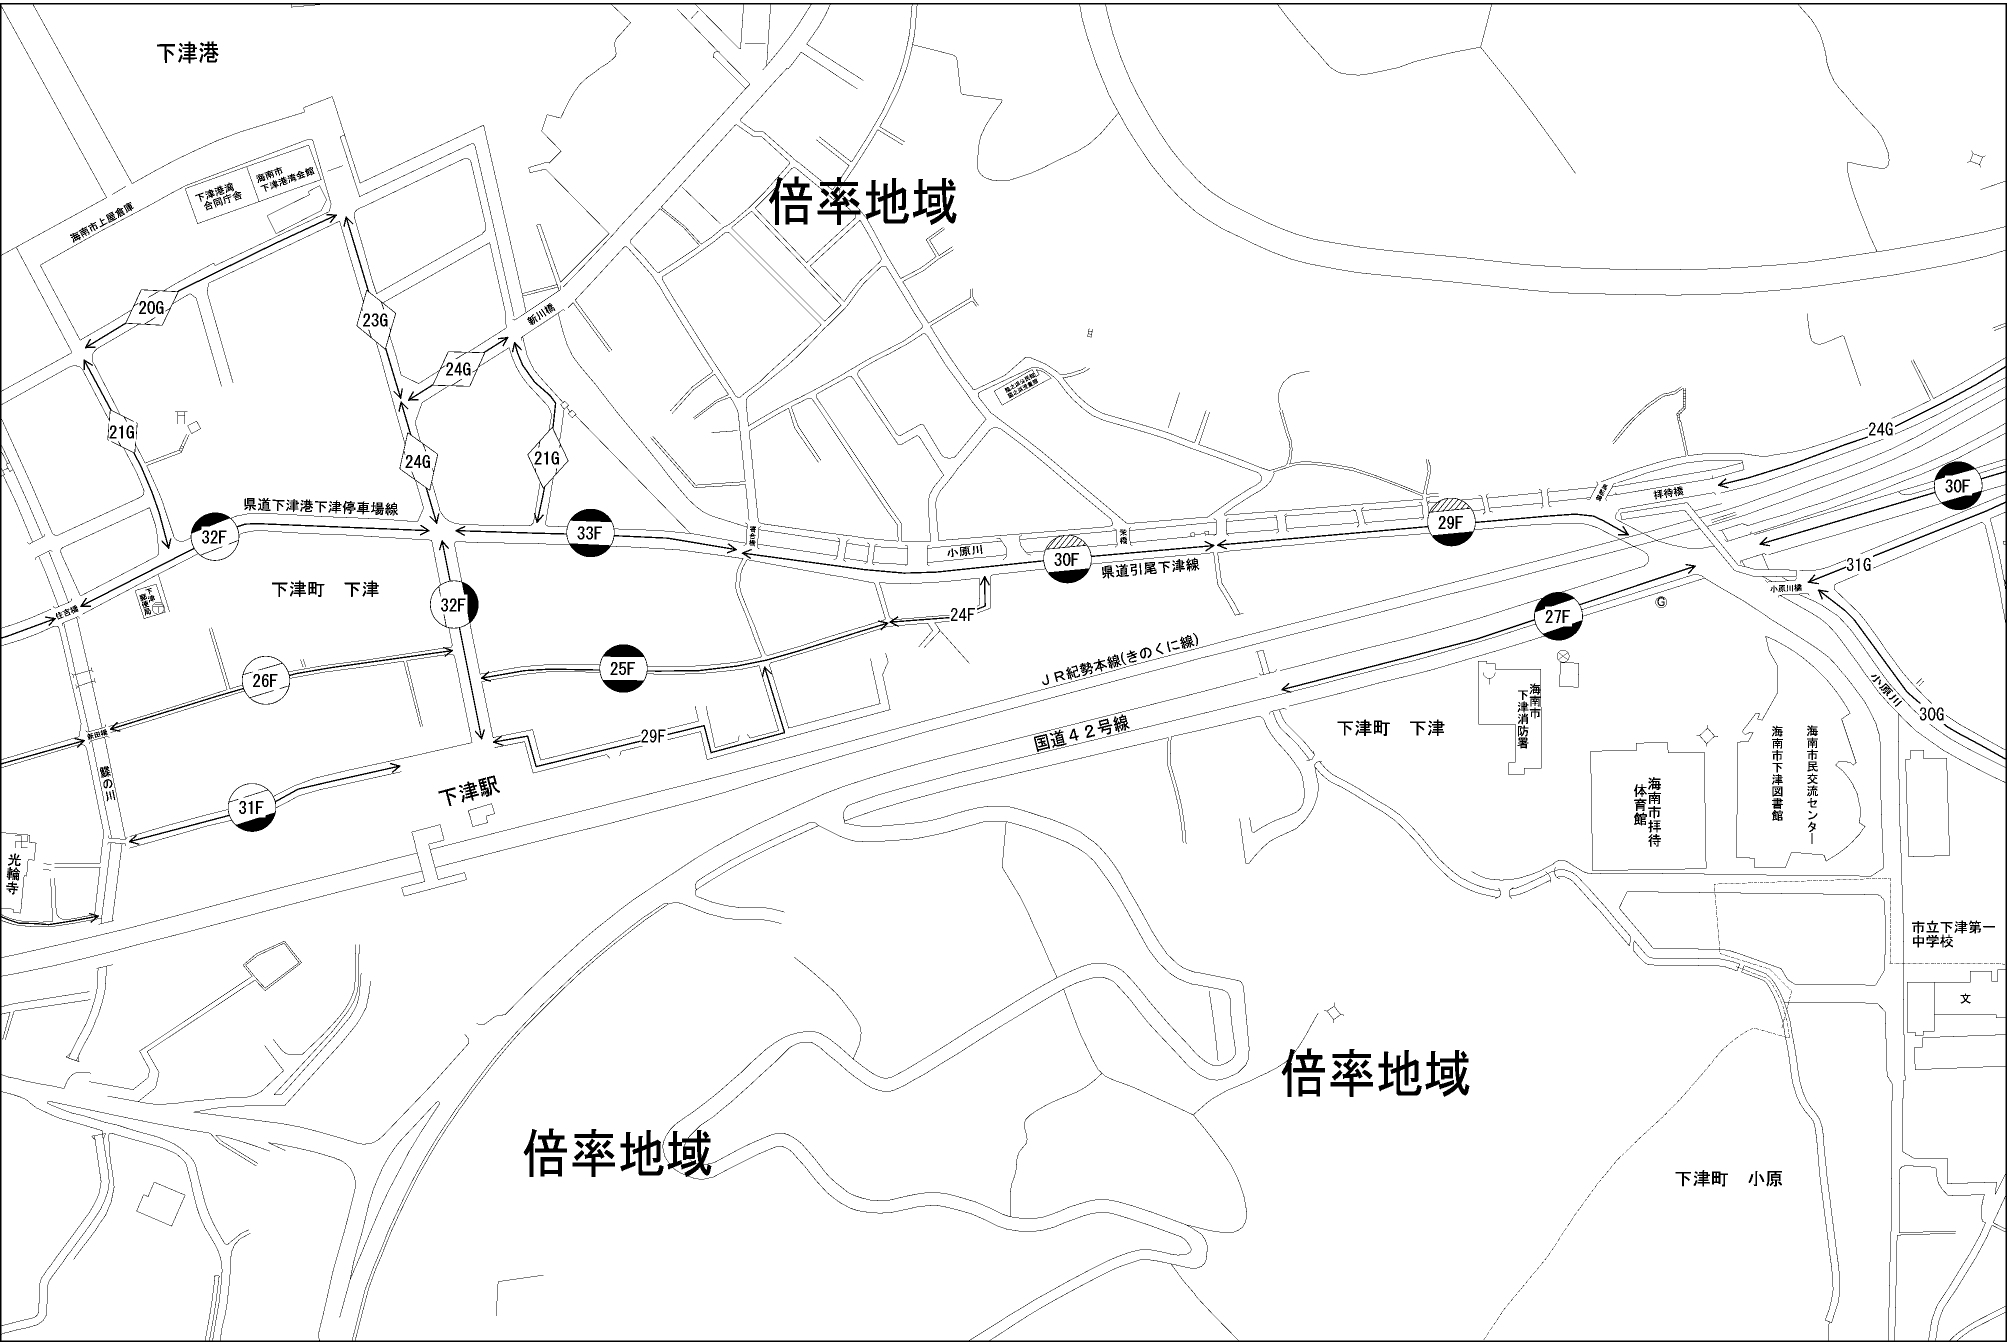 下津港
下津港湾
合同庁舎
海南市
下津港湾会館
海南市上屋倉庫
倍率地域
20G
23G
新川橋
24G
21G
24G
21G
24G
30F
県道下津港下津停車場線
32F
33F
小原川
30F
29F
拝待橋
県道引尾下津線
31G
小原川橋
下津町 下津
下津
郵便局
住吉橋
32F
24F
27F
G
26F
25F
JR紀勢本線(きのくに線)
海南市
下津消防署
小原川
30G
29F
国道42号線
下津町 下津
海南市民交流センター
海南市下津図書館
海南市拝待
体育館
31F
下津駅
光輪寺
市立下津第一
中学校
文
倍率地域
倍率地域
下津町 小原